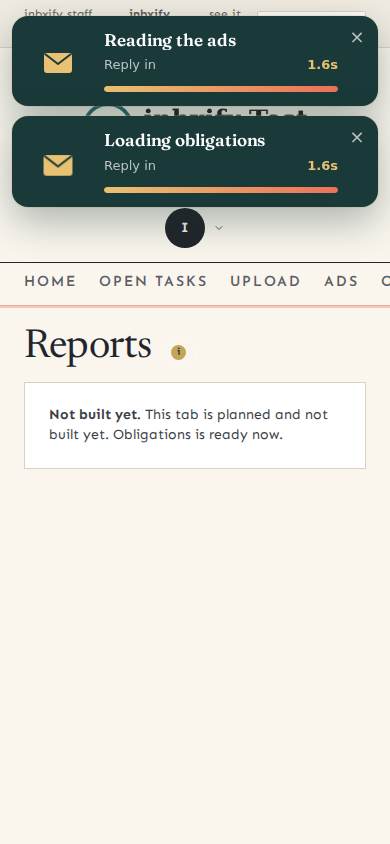 inbxify staff inbxify see it
Reading the ads
Reply in 1.6s
inbxify Test
Loading obligations
Reply in 1.6s
I
HOME OPEN TASKS UPLOAD ADS
Reports i
Not built yet. This tab is planned and not
built yet. Obligations is ready now.